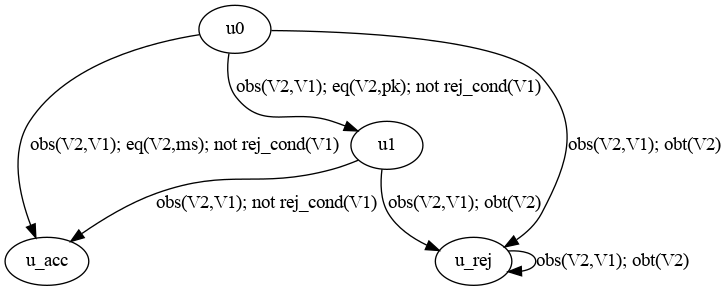 u0
obs(V2,V1); eq(V2,pk); not rej_cond(V1)
obs(V2,V1); eq(V2,ms); not rej_cond(V1)
u1
obs(V2,V1); obt(V2)
obs(V2,V1); not rej_cond(V1)
obs(V2,V1); obt(V2)
u_acc
u_rej
obs(V2,V1); obt(V2)